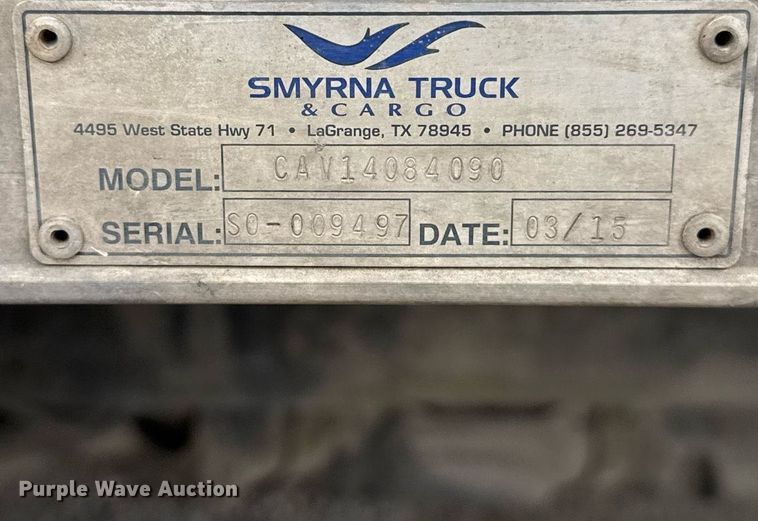 SMYRNA TRUCK
& CARGO
4495 West State Hwy 71 • LaGrange, TX 78945 • PHONE (855) 269-5347
MODEL: CAV14084090
SERIAL: SO-009497 DATE: 03/15
Purple Wave Auction